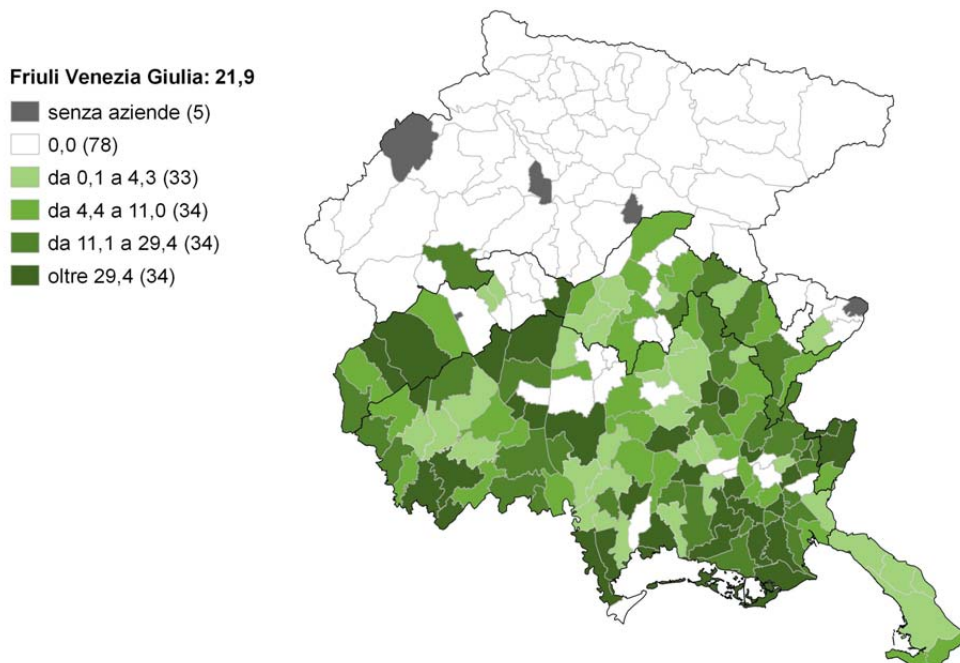 Friuli Venezia Giulia: 21,9
senza aziende (5)
0,0 (78)
da 0,1 a 4,3 (33)
da 4,4 a 11,0 (34)
da 11,1 a 29,4 (34)
oltre 29,4 (34)